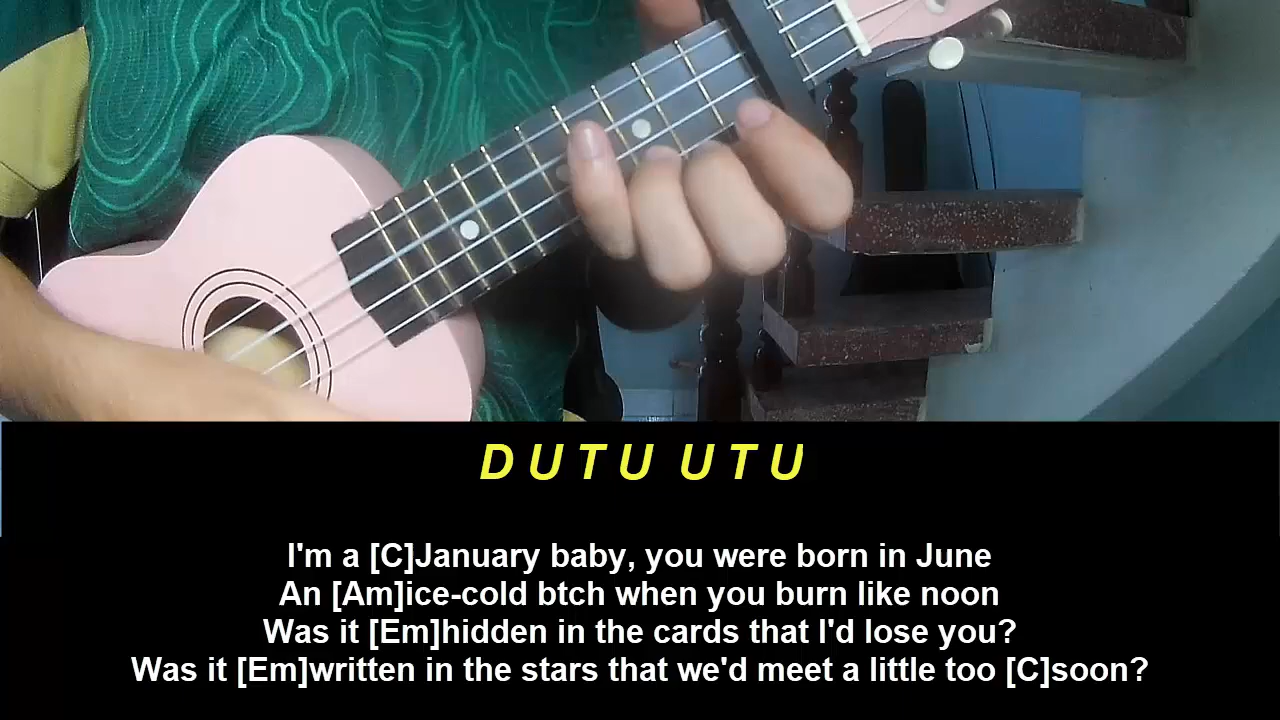 D U T U U T U
I'm a [C]January baby, you were born in June
An [Am]ice-cold btch when you burn like noon
Was it [Em]hidden in the cards that I'd lose you?
Was it [Em]written in the stars that we'd meet a little too [C]soon?